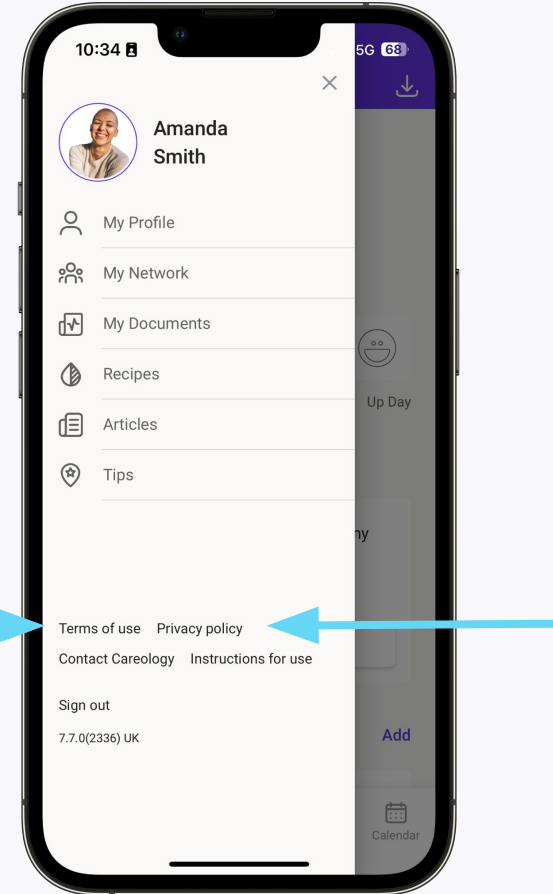 10:34
5G 68
Amanda
Smith
My Profile
My Network
My Documents
Recipes
Up Day
Articles
Tips
ny
Terms of use Privacy policy
Contact Careology Instructions for use
Sign out
7.7.0(2336) UK
Add
Calendar